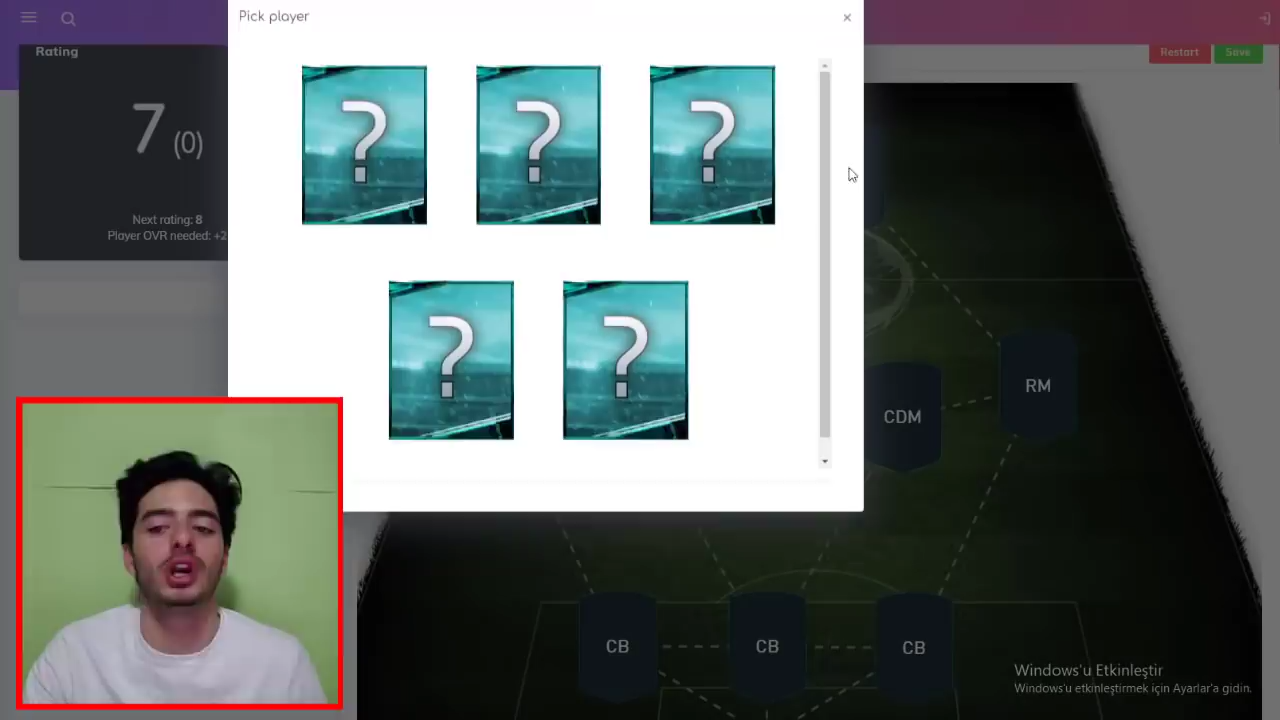 Pick player
×
Rating
Restart
Save
7 (0)
Next rating: 8
Player OVR needed: +2
?
?
?
?
?
RM
CDM
CB
CB
CB
Windows'u Etkinleştir
Windows'u etkinleştirmek için Ayarlar'a gidin.